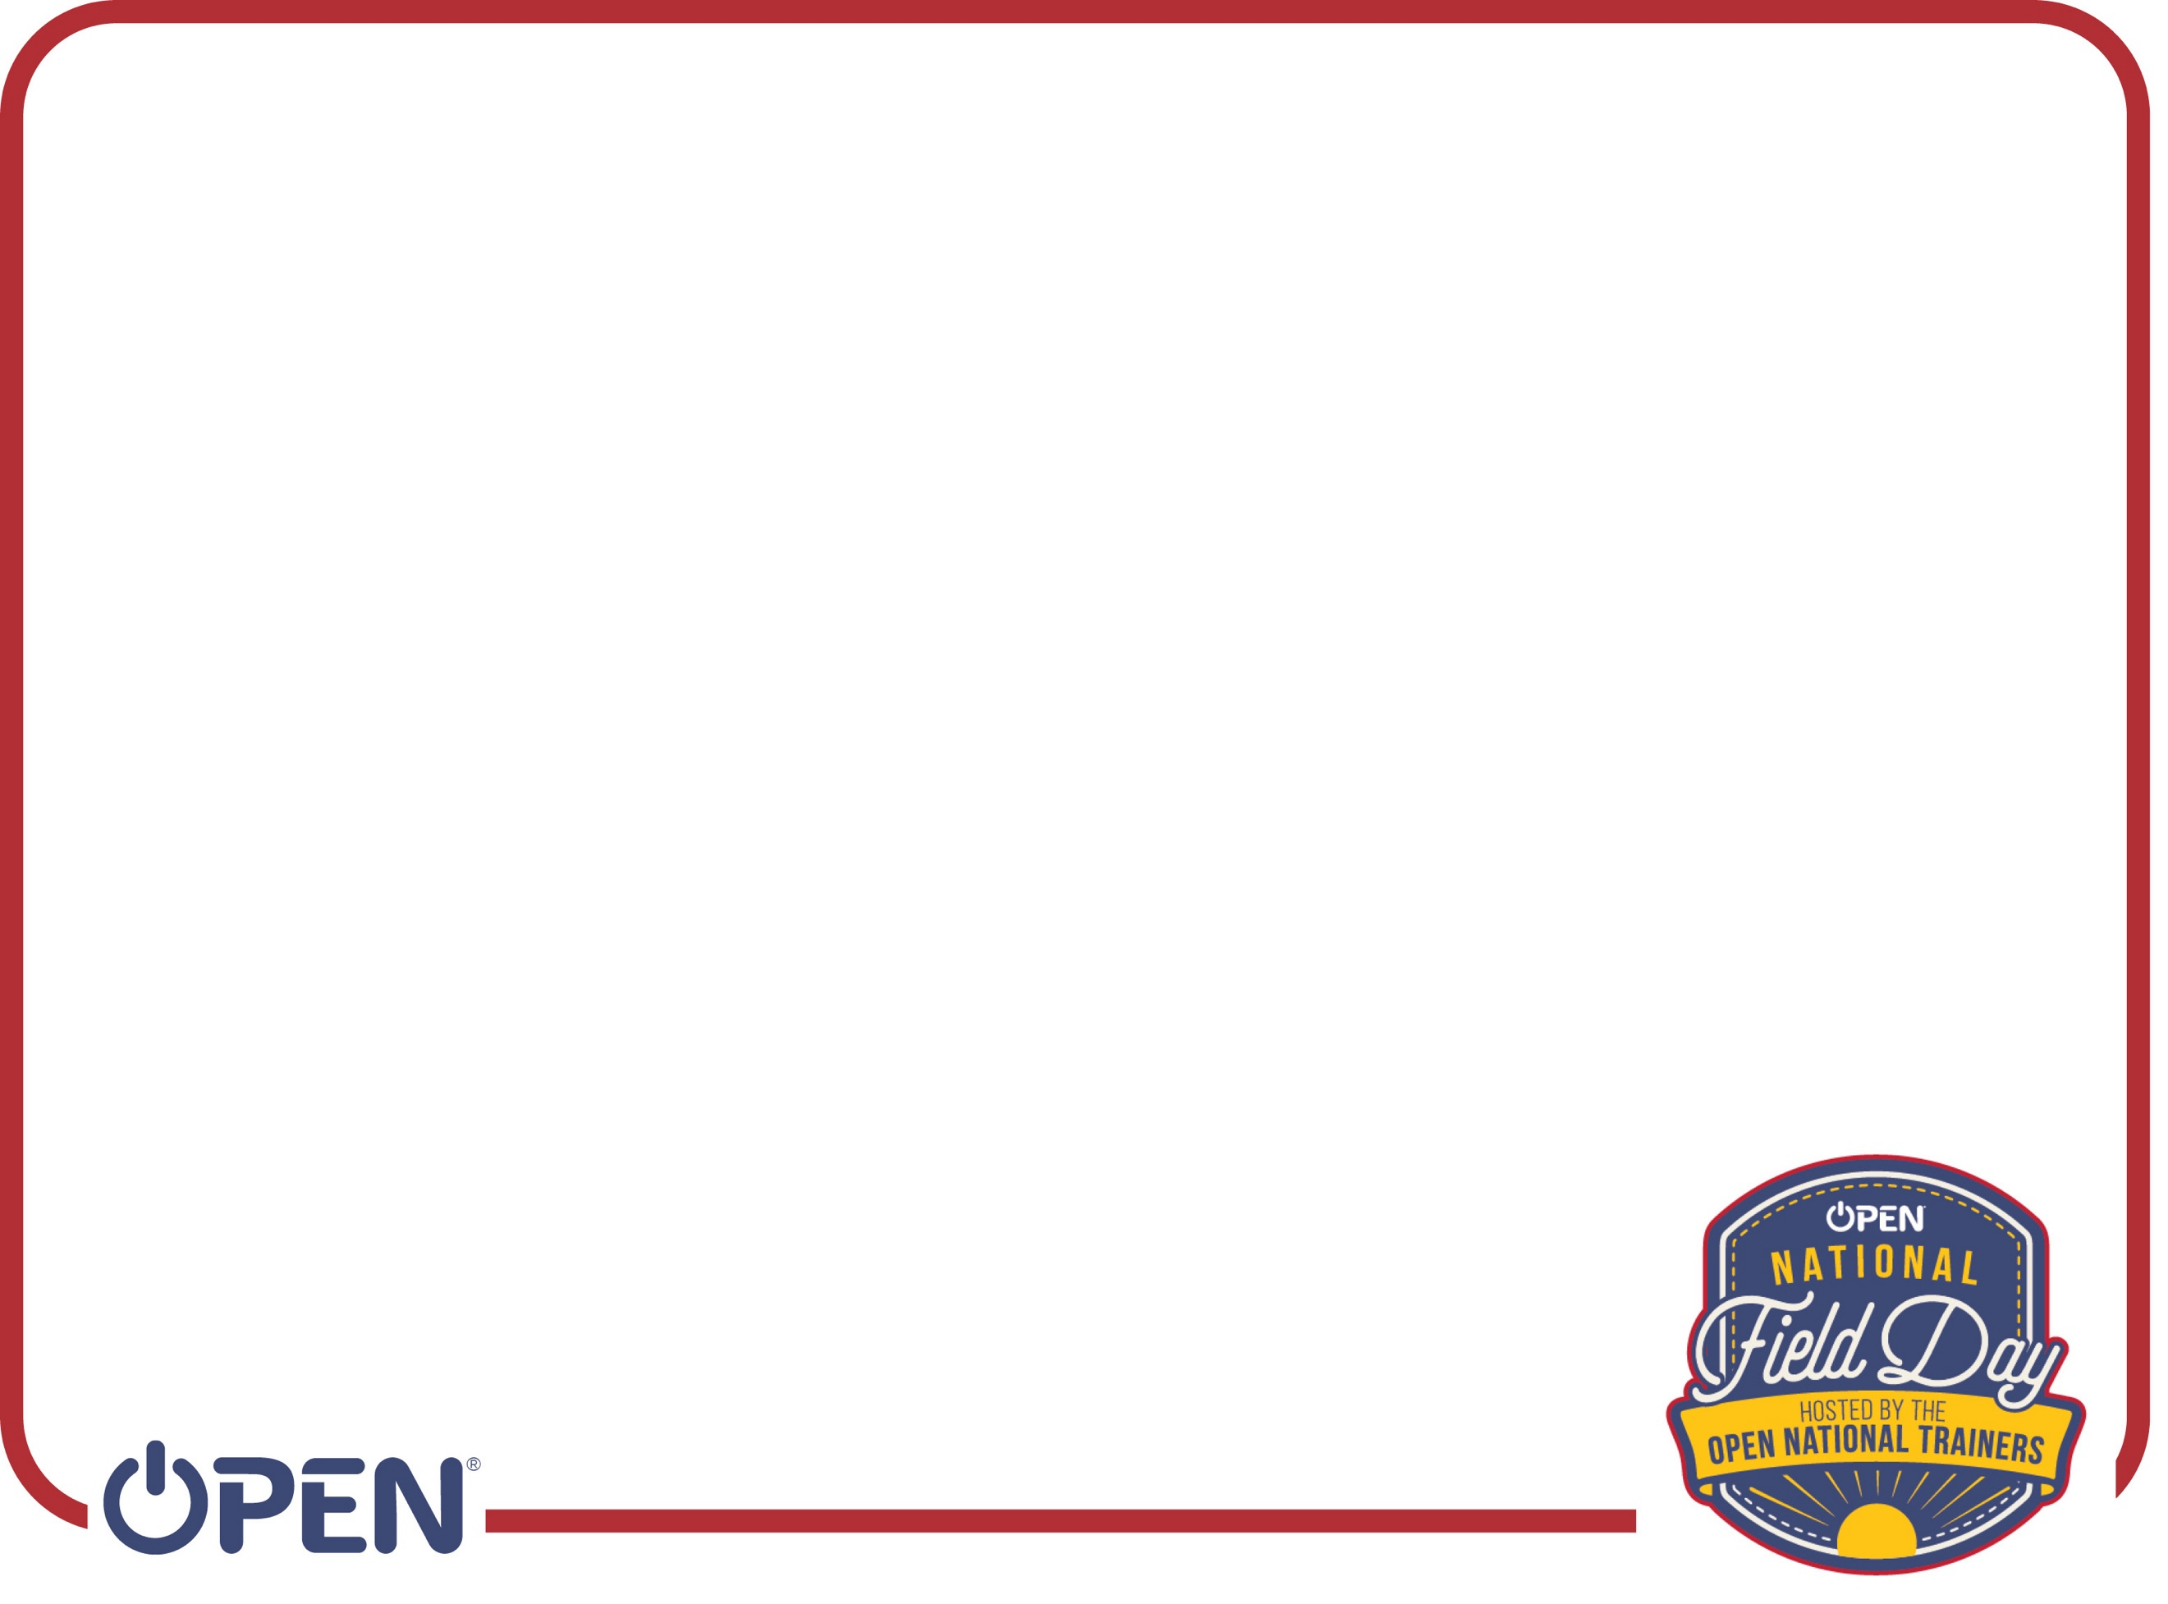 OPEN
NATIONAL
Field Day
HOSTED BY THE
OPEN NATIONAL TRAINERS
OPEN®